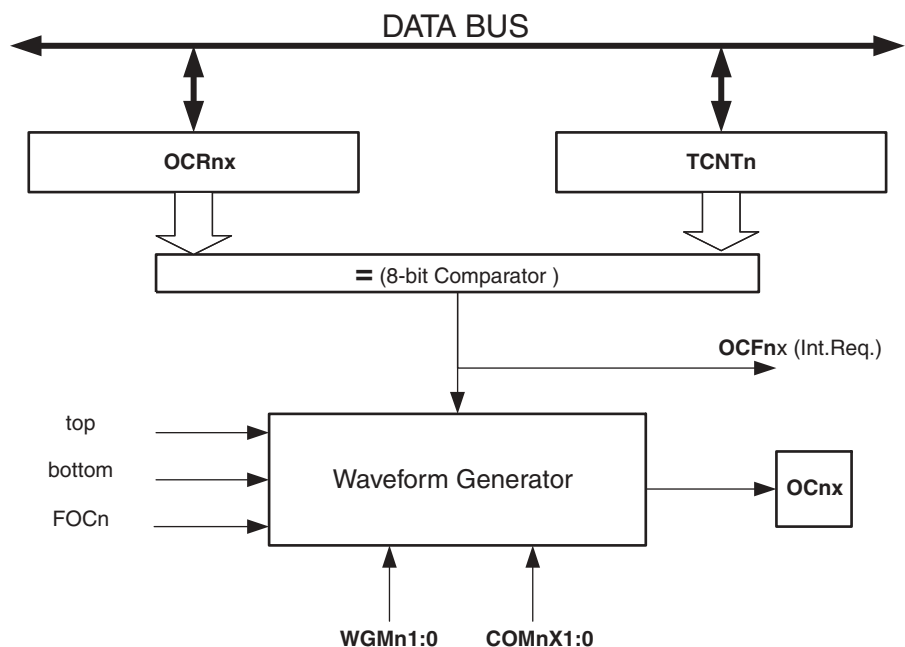 DATA BUS
OCRnx
TCNTn
= (8-bit Comparator )
OCFnx (Int.Req.)
top
bottom
FOCn
Waveform Generator
OCnx
WGMn1:0
COMnX1:0